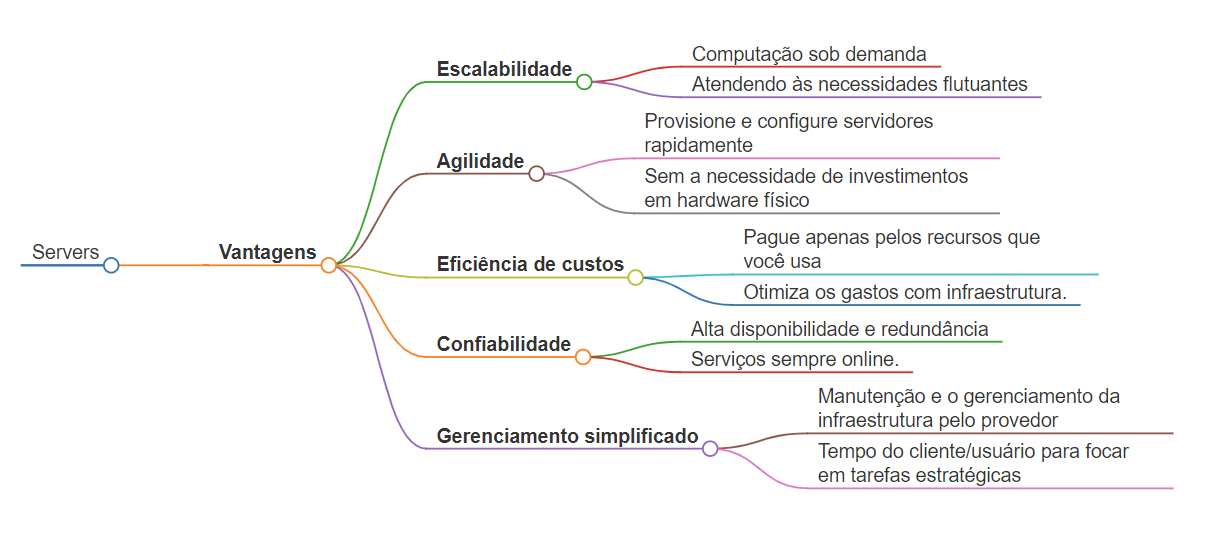 Servers
Vantagens
Escalabilidade
Computação sob demanda
Atendendo às necessidades flutuantes
Agilidade
Provisione e configure servidores
rapidamente
Sem a necessidade de investimentos
em hardware físico
Eficiência de custos
Pague apenas pelos recursos que
você usa
Otimiza os gastos com infraestrutura.
Confiabilidade
Alta disponibilidade e redundância
Serviços sempre online.
Gerenciamento simplificado
Manutenção e o gerenciamento da
infraestrutura pelo provedor
Tempo do cliente/usuário para focar
em tarefas estratégicas